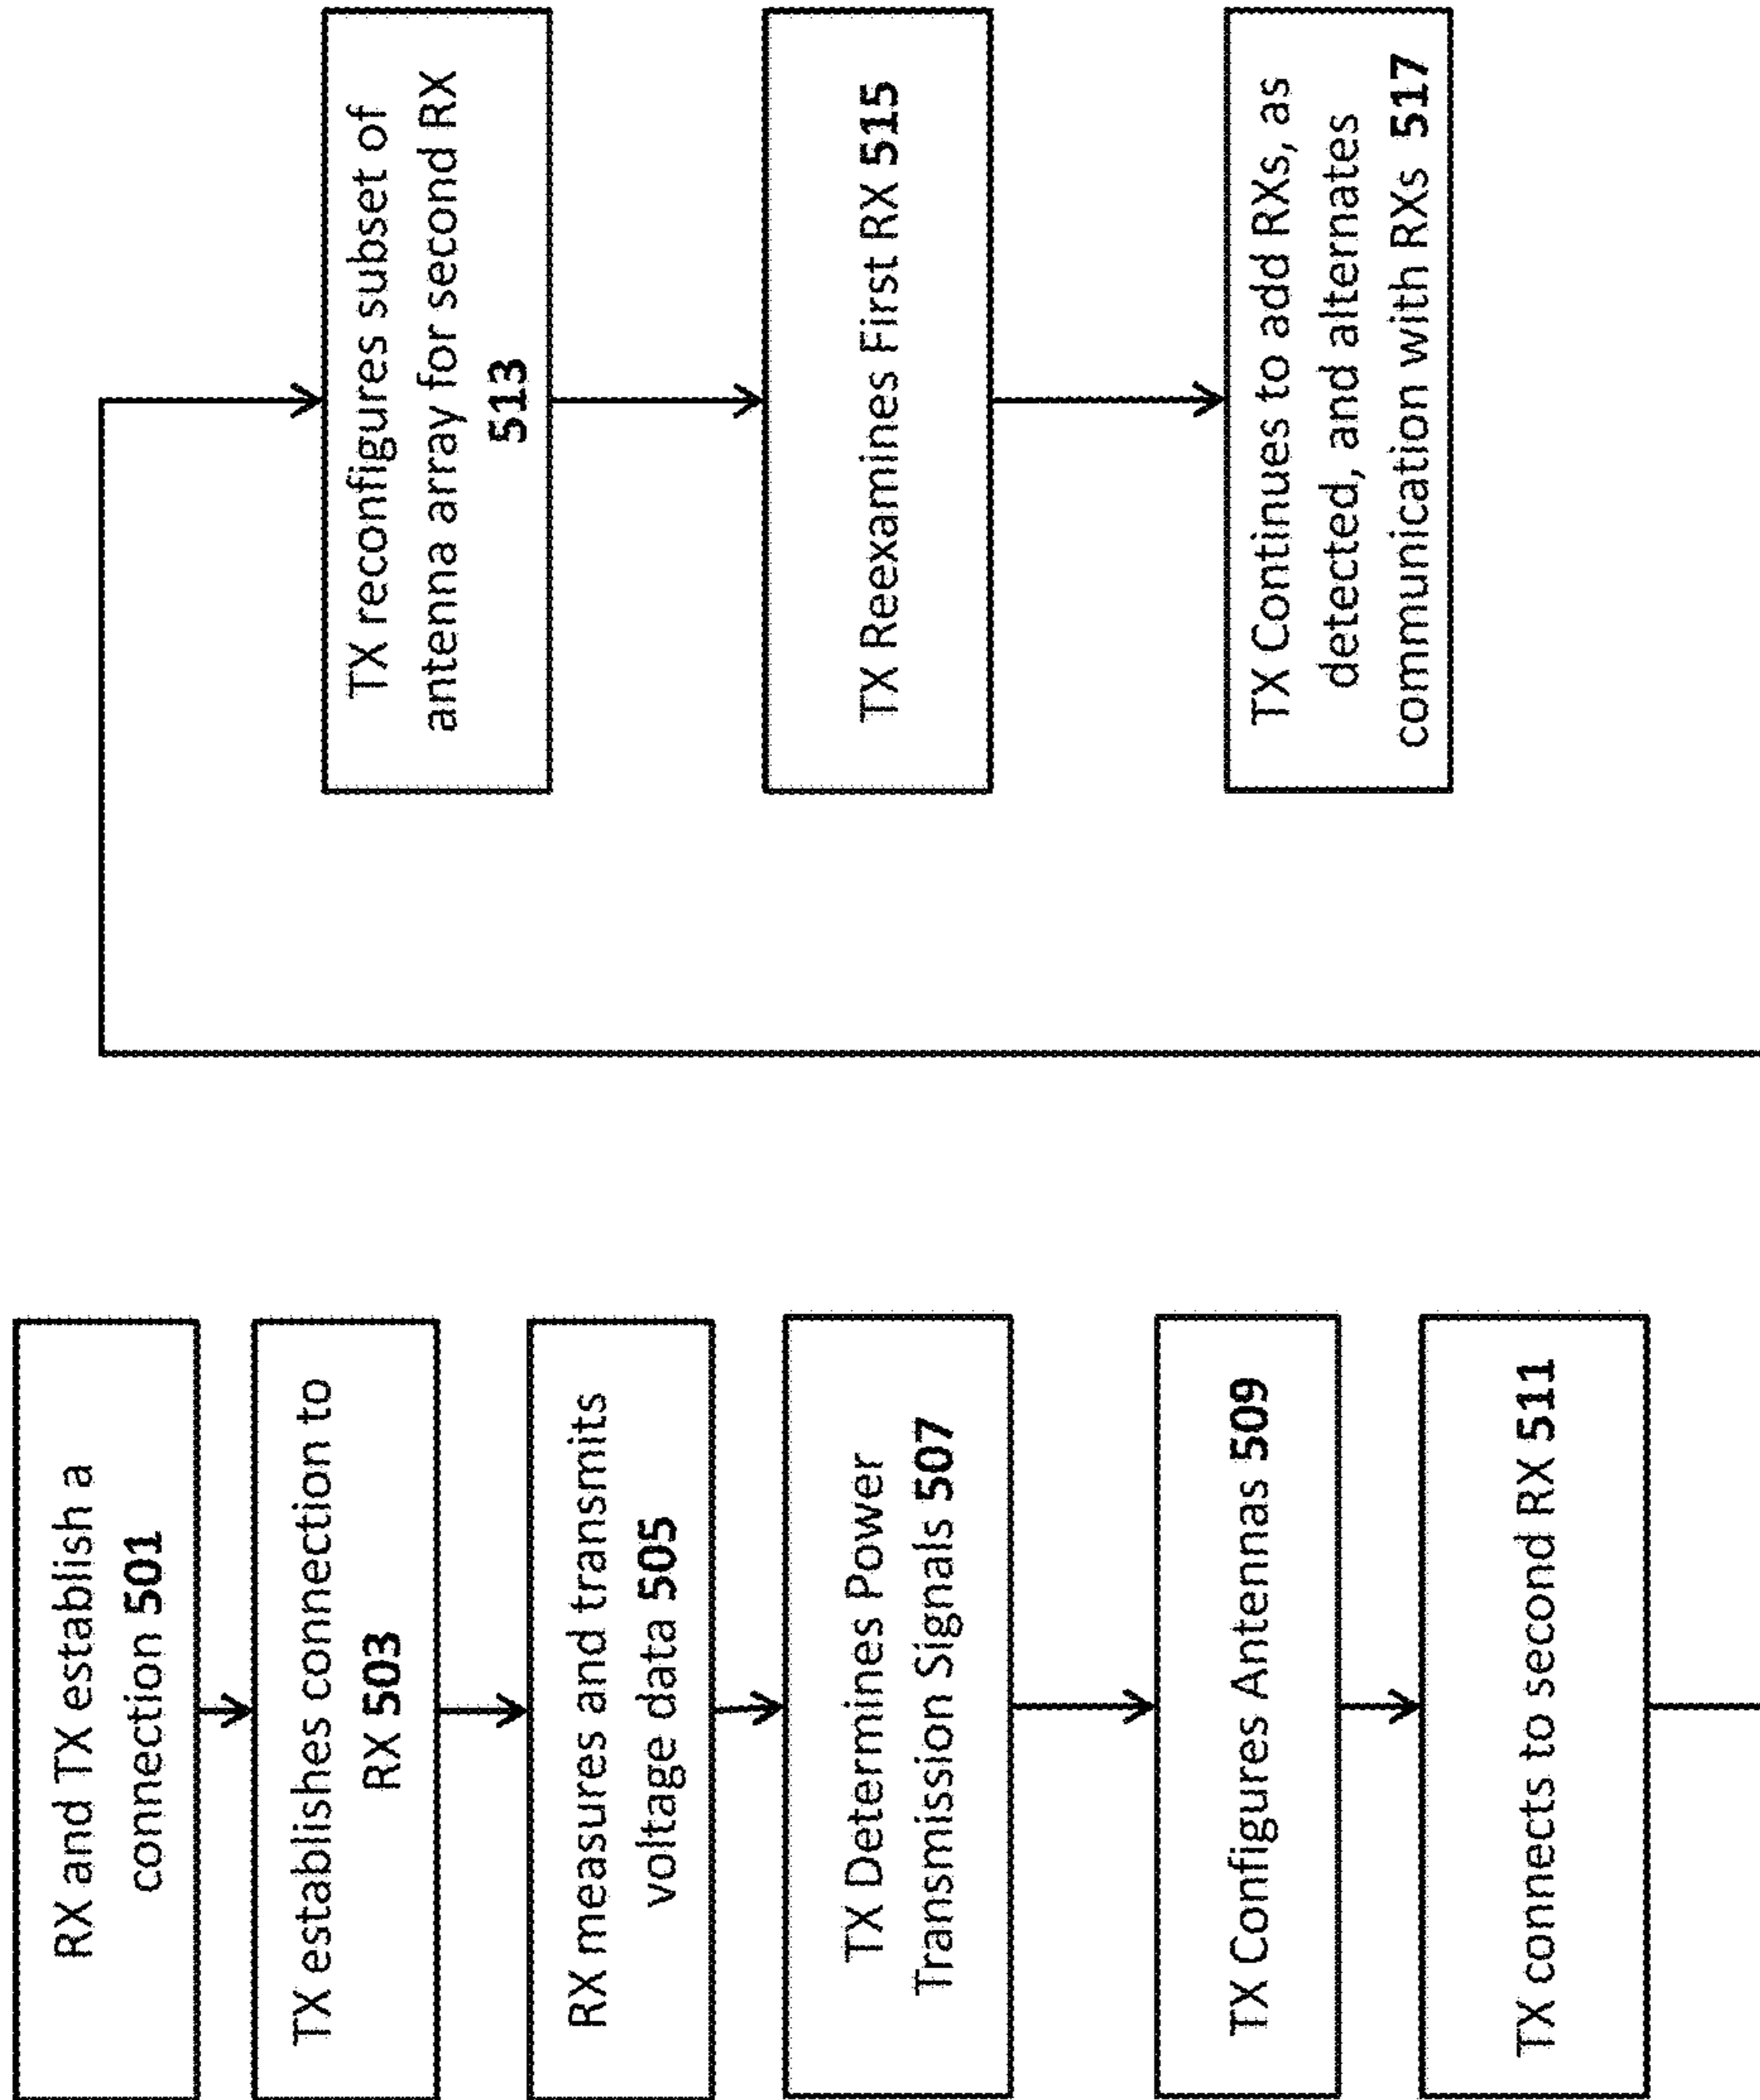 RX and TX establish a
connection 501
TX establishes connection to
RX 503
RX measures and transmits
voltage data 505
TX Determines Power
Transmission Signals 507
TX Configures Antennas 509
TX connects to second RX 511
TX reconfigures subset of
antenna array for second RX
513
TX Reexamines First RX 515
TX Continues to add RXs, as
detected, and alternates
communication with RXs 517